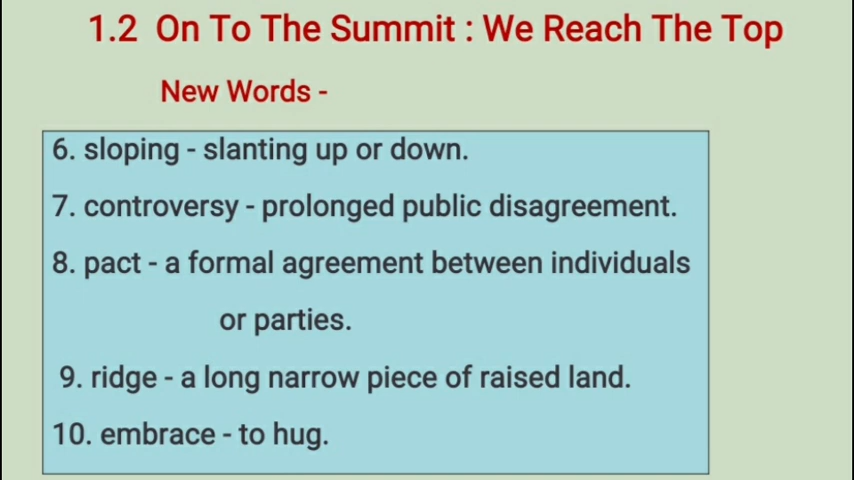 1.2 On To The Summit : We Reach The Top
New Words -
6. sloping - slanting up or down.
7. controversy - prolonged public disagreement.
8. pact - a formal agreement between individuals
or parties.
9. ridge - a long narrow piece of raised land.
10. embrace - to hug.